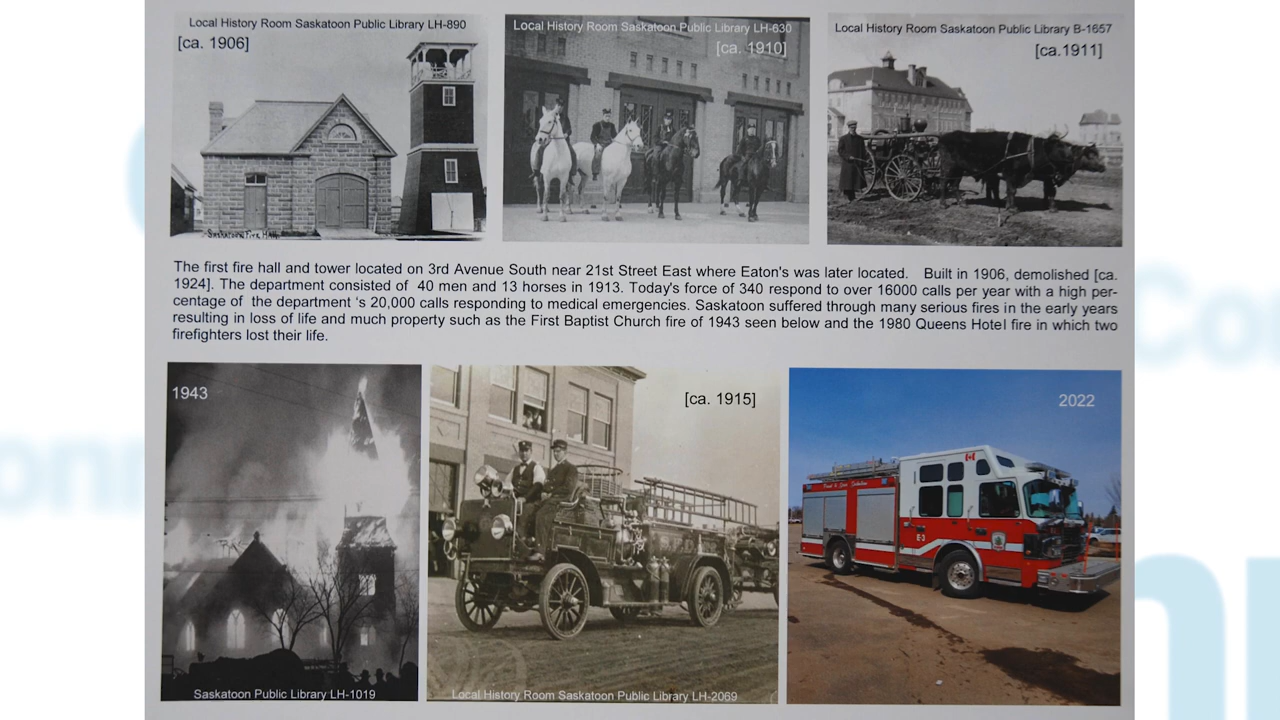 Local History Room Saskatoon Public Library LH-890
[ca. 1906]
Saskatoon Fire Hall
Local History Room Saskatoon Public Library LH-630
[ca. 1910]
Local History Room Saskatoon Public Library B-1657
[ca.1911]
The first fire hall and tower located on 3rd Avenue South near 21st Street East where Eaton's was later located. Built in 1906, demolished [ca.
1924]. The department consisted of 40 men and 13 horses in 1913. Today's force of 340 respond to over 16000 calls per year with a high per-
centage of the department 's 20,000 calls responding to medical emergencies. Saskatoon suffered through many serious fires in the early years
resulting in loss of life and much property such as the First Baptist Church fire of 1943 seen below and the 1980 Queens Hotel fire in which two
firefighters lost their life.
1943
Saskatoon Public Library LH-1019
[ca. 1915]
Local History Room Saskatoon Public Library LH-2069
2022
E-3